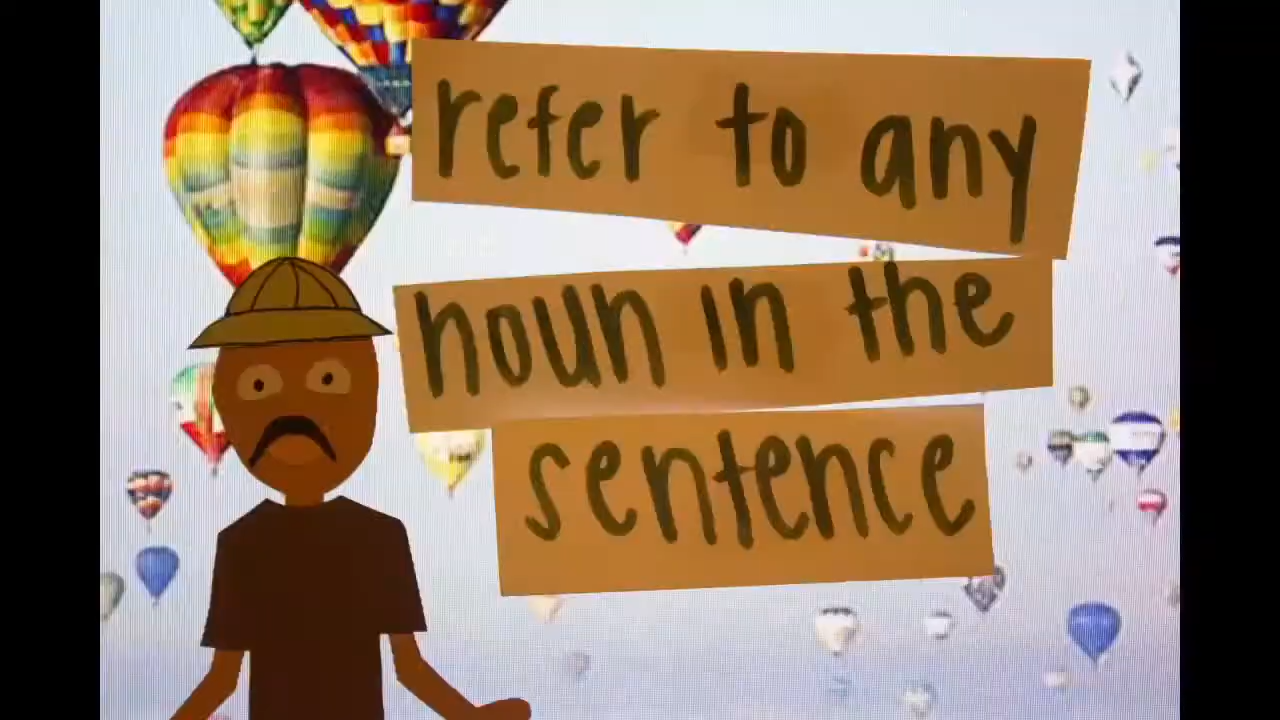 refer to any
noun in the
sentence